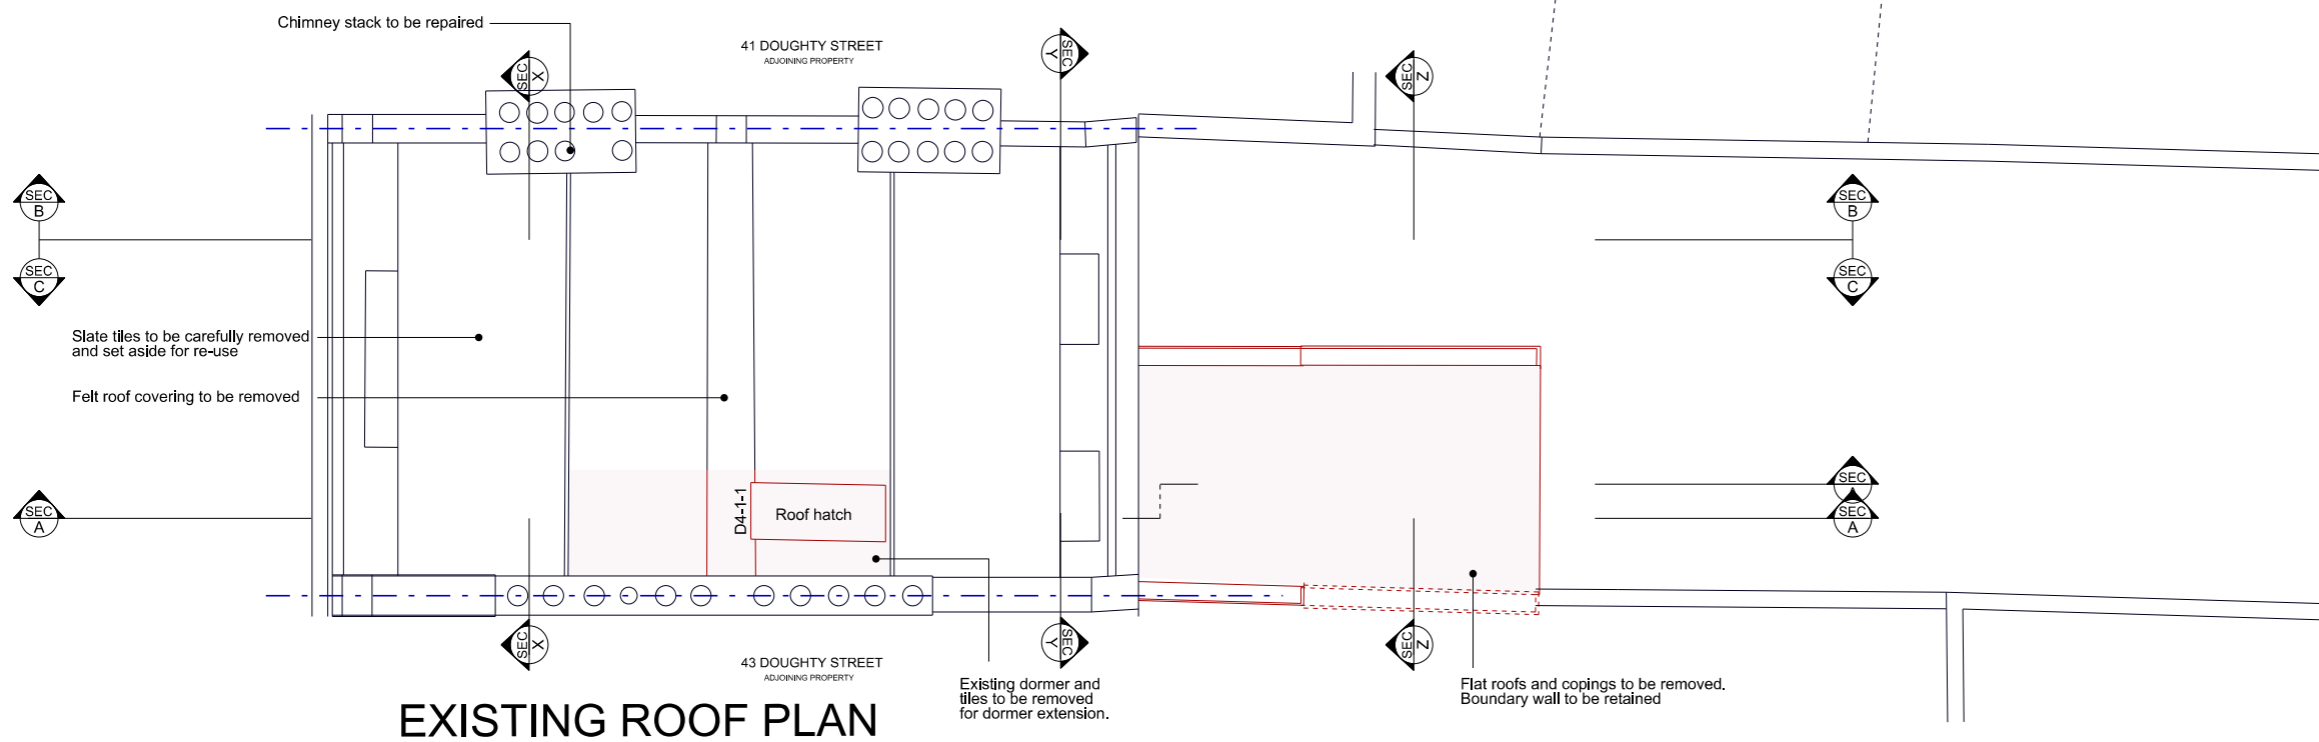 Chimney stack to be repaired
41 DOUGHTY STREET
ADJOINING PROPERTY
SEC
X
SEC
Y
SEC
Z
SEC
B
SEC
C
SEC
B
SEC
C
Slate tiles to be carefully removed
and set aside for re-use
Felt roof covering to be removed
D4-1-1
Roof hatch
SEC
A
SEC
A
SEC
A
SEC
X
SEC
Y
SEC
Z
43 DOUGHTY STREET
ADJOINING PROPERTY
Existing dormer and
tiles to be removed
for dormer extension.
Flat roofs and copings to be removed.
Boundary wall to be retained
EXISTING ROOF PLAN